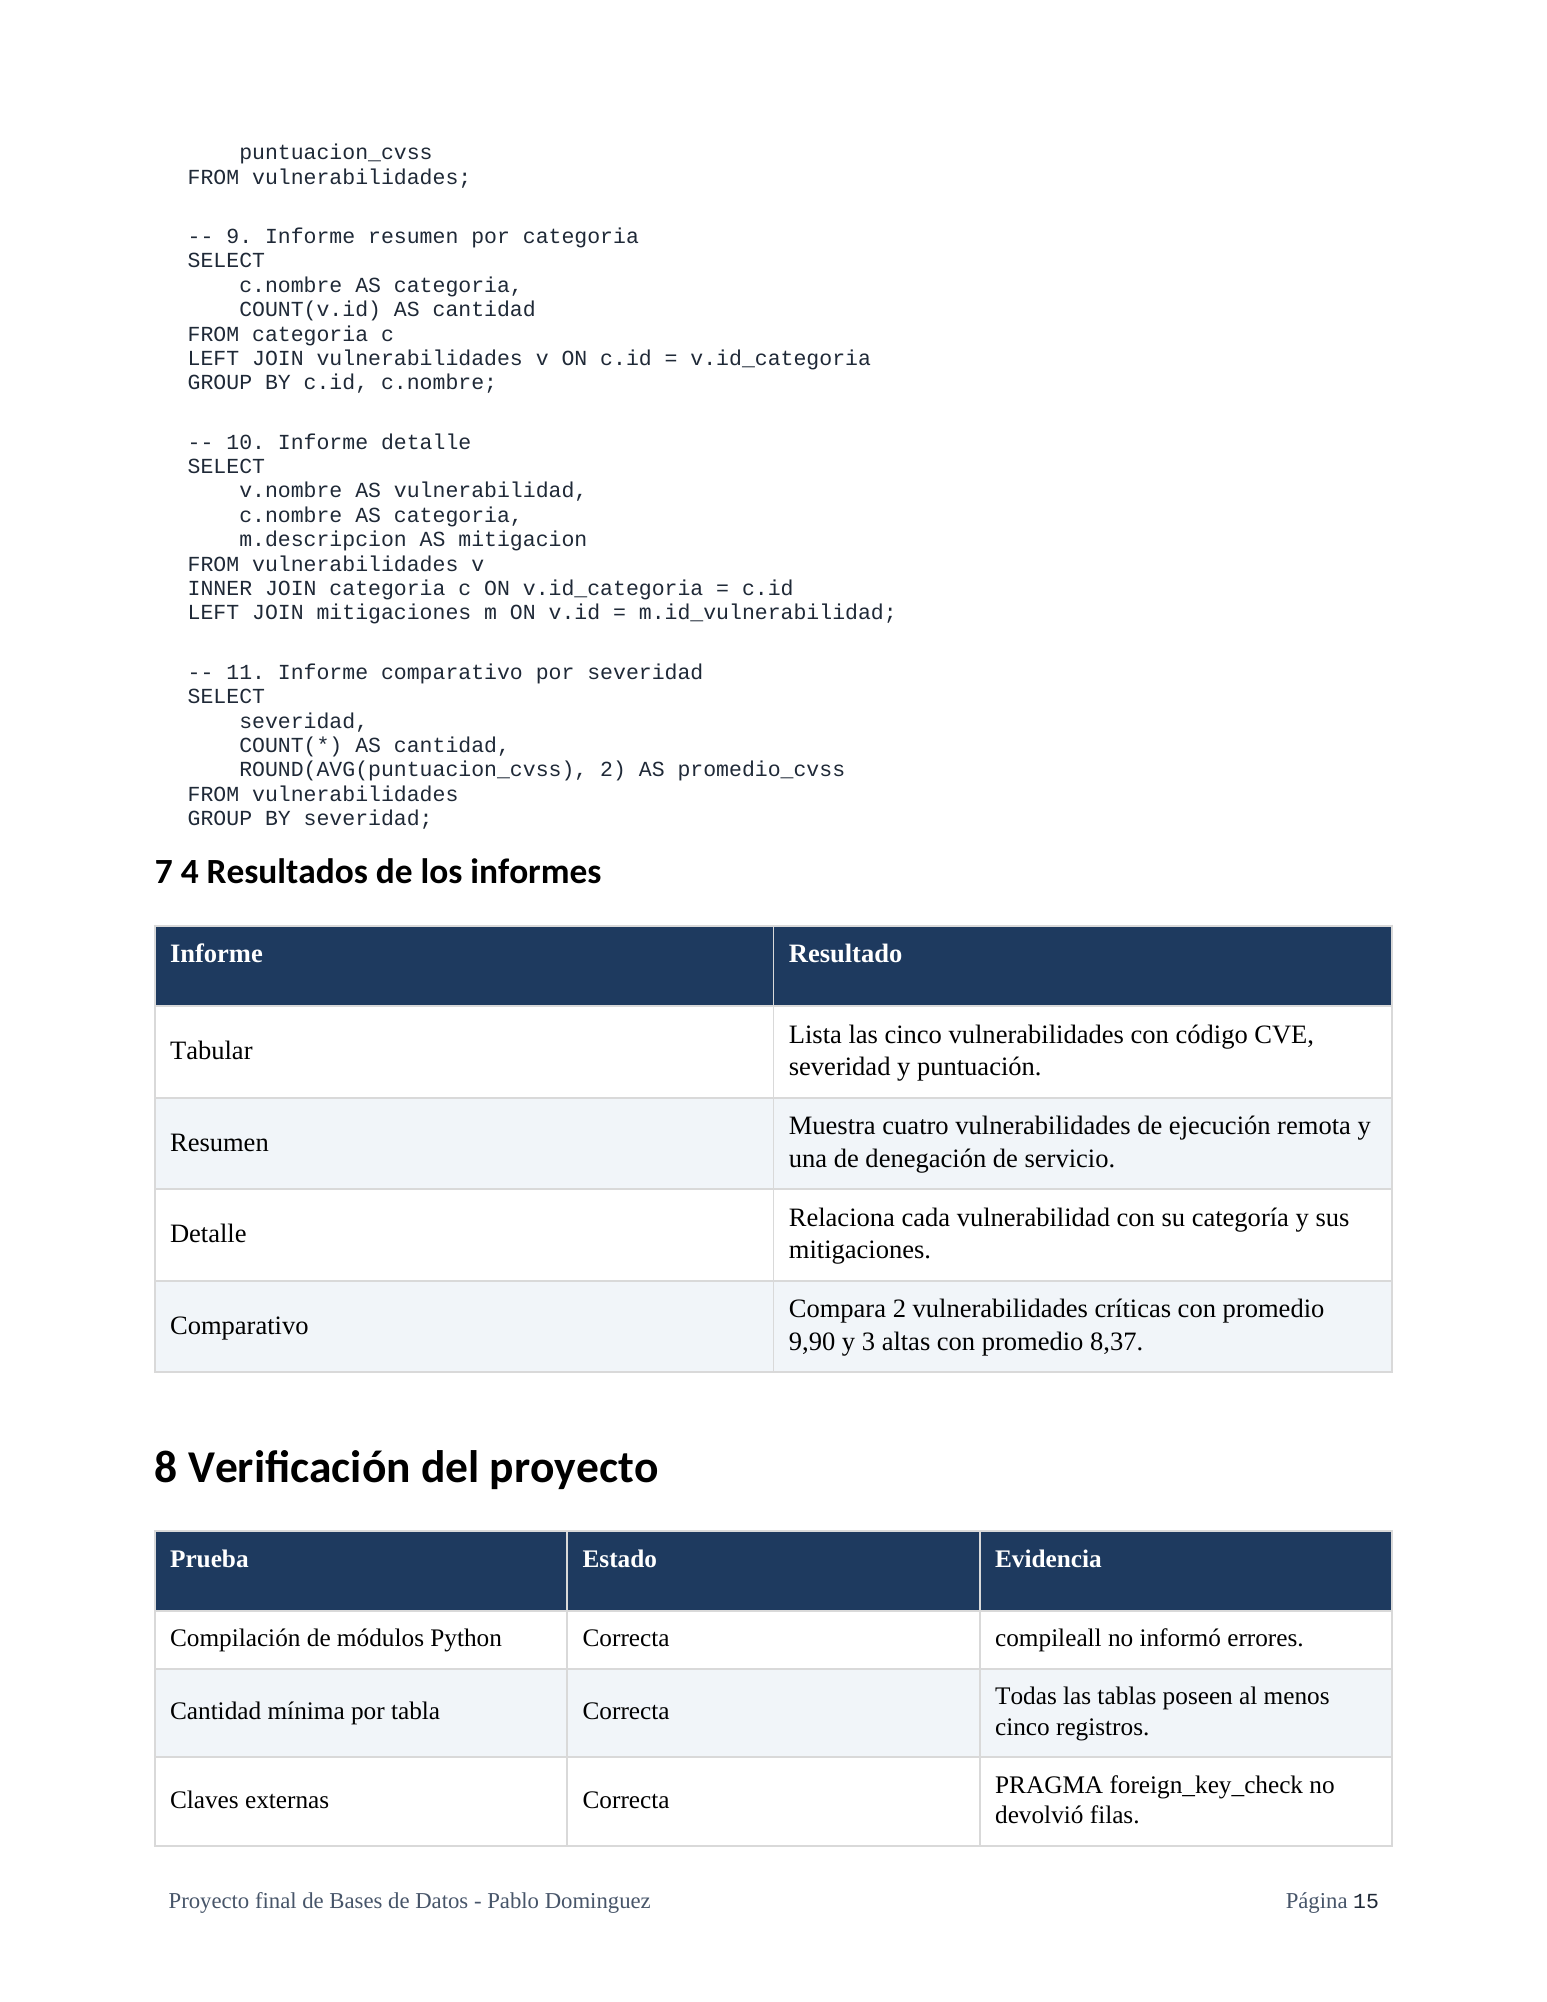 puntuacion_cvss
FROM vulnerabilidades;

-- 9. Informe resumen por categoria
SELECT
    c.nombre AS categoria,
    COUNT(v.id) AS cantidad
FROM categoria c
LEFT JOIN vulnerabilidades v ON c.id = v.id_categoria
GROUP BY c.id, c.nombre;

-- 10. Informe detalle
SELECT
    v.nombre AS vulnerabilidad,
    c.nombre AS categoria,
    m.descripcion AS mitigacion
FROM vulnerabilidades v
INNER JOIN categoria c ON v.id_categoria = c.id
LEFT JOIN mitigaciones m ON v.id = m.id_vulnerabilidad;

-- 11. Informe comparativo por severidad
SELECT
    severidad,
    COUNT(*) AS cantidad,
    ROUND(AVG(puntuacion_cvss), 2) AS promedio_cvss
FROM vulnerabilidades
GROUP BY severidad;

7 4 Resultados de los informes

Informe
Resultado
Tabular
Lista las cinco vulnerabilidades con código CVE,
severidad y puntuación.
Resumen
Muestra cuatro vulnerabilidades de ejecución remota y
una de denegación de servicio.
Detalle
Relaciona cada vulnerabilidad con su categoría y sus
mitigaciones.
Comparativo
Compara 2 vulnerabilidades críticas con promedio
9,90 y 3 altas con promedio 8,37.

8 Verificación del proyecto

Prueba
Estado
Evidencia
Compilación de módulos Python
Correcta
compileall no informó errores.
Cantidad mínima por tabla
Correcta
Todas las tablas poseen al menos
cinco registros.
Claves externas
Correcta
PRAGMA foreign_key_check no
devolvió filas.

Proyecto final de Bases de Datos - Pablo Dominguez
Página 15